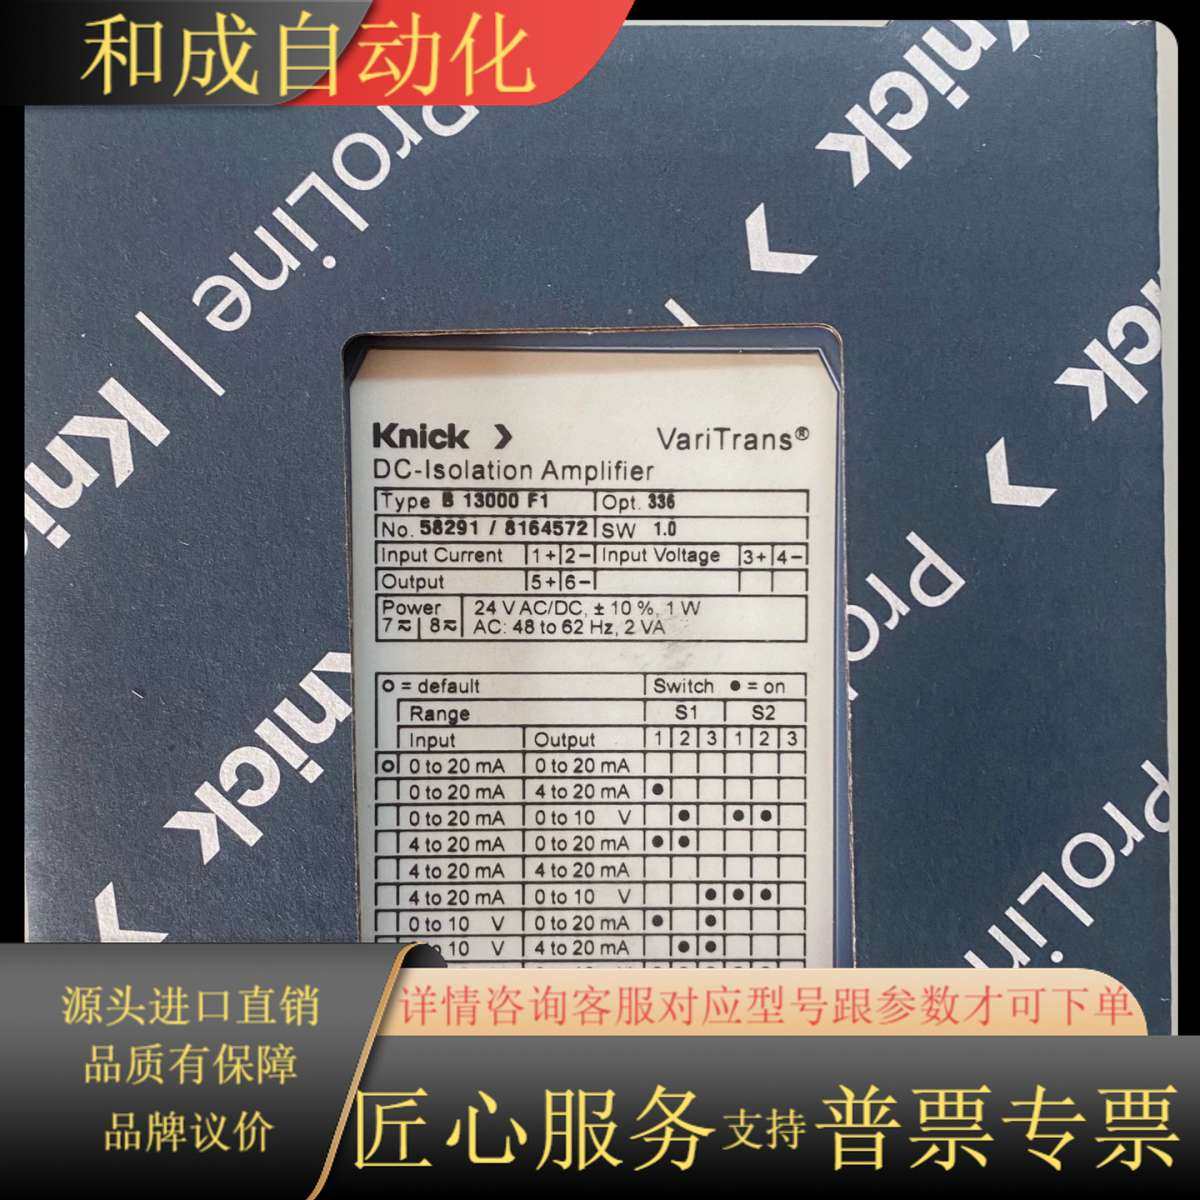 和成自动化
ProLine | Knick >
Knick >
Knick >
Knick >
ProLin
Knick > VariTrans®
DC-Isolation Amplifier
Type B 13000 F1 Opt. 336
No. 58291 / 8164572 SW 1.0
Input Current 1+ 2- Input Voltage 3+ 4-
Output 5+ 6-
Power 24 V AC/DC, ± 10 %, 1 W
7≂ 8≂ AC: 48 to 62 Hz, 2 VA
o = default Switch ● = on
Range S1 S2
Input Output 1 2 3 1 2 3
o 0 to 20 mA 0 to 20 mA
0 to 20 mA 4 to 20 mA ●
0 to 20 mA 0 to 10 V ● ● ●
4 to 20 mA 0 to 20 mA ● ●
4 to 20 mA 4 to 20 mA
4 to 20 mA 0 to 10 V ● ● ●
0 to 10 V 0 to 20 mA ● ●
10 V 4 to 20 mA ● ●
源头进口直销
品质有保障
品牌议价
详情咨询客服对应型号跟参数才可下单
匠心服务支持普票专票